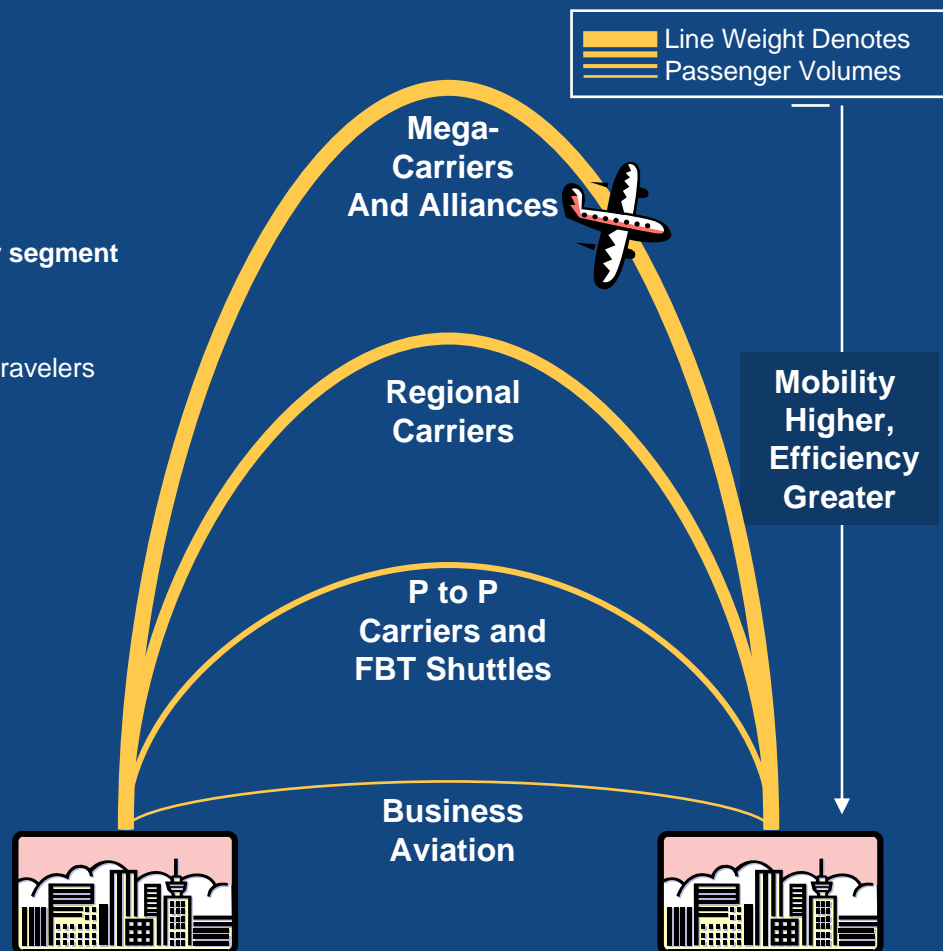 Line Weight Denotes
Passenger Volumes
Mega-
Carriers
And Alliances
segment
Regional
Carriers
Mobility
Higher,
Efficiency
Greater
P to P
Carriers and
FBT Shuttles
Business
Aviation